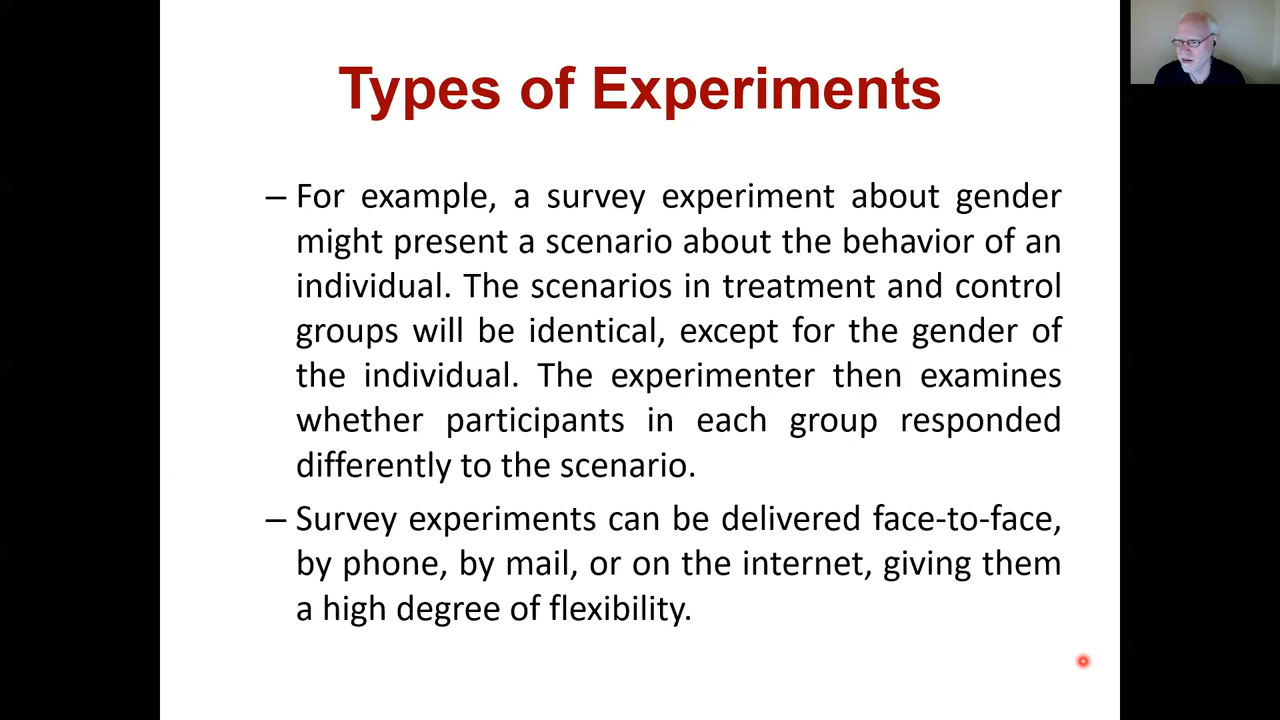 Types of Experiments
– For example, a survey experiment about gender
might present a scenario about the behavior of an
individual. The scenarios in treatment and control
groups will be identical, except for the gender of
the individual. The experimenter then examines
whether participants in each group responded
differently to the scenario.
– Survey experiments can be delivered face-to-face,
by phone, by mail, or on the internet, giving them
a high degree of flexibility.